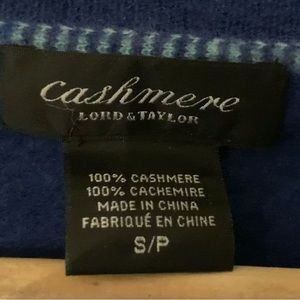 cashmere
LORD & TAYLOR
100% CASHMERE
100% CACHEMIRE
MADE IN CHINA
FABRIQUÉ EN CHINE
S/P